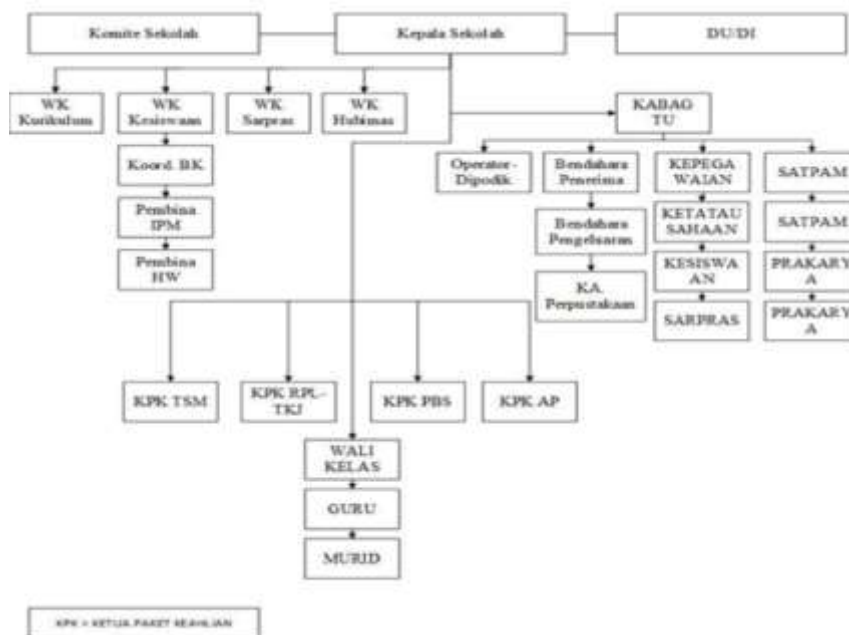 Komite Sekolah
Kepala Sekolah
DU/DI
WK
Kurikulum
WK
Kesiswaan
WK
Sarpras
WK
Hubimas
KABAG
TU
Koord. BK
Pembina
IPM
Pembina
HW
Operator-
Dipodik
Bendahara
Penerima
KEPEGA
WAIAN
SATPAM
Bendahara
Pengeluaran
KETATAU
SAHAAN
SATPAM
KA.
Perpustakaan
KESISWA
AN
PRAKARY
A
SARPRAS
PRAKARY
A
KPK TSM
KPK RPL-
TKJ
KPK PBS
KPK AP
WALI
KELAS
GURU
MURID
KPK = KETUA PAKET KEAHLIAN